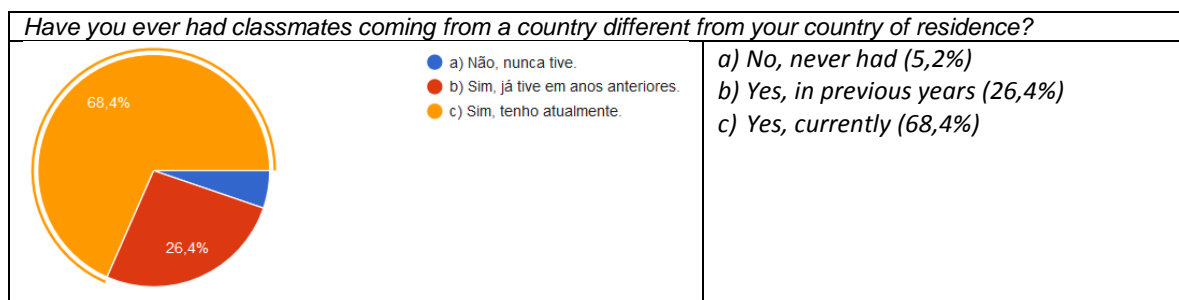 Have you ever had classmates coming from a country different from your country of residence?
68,4%
26,4%
a) Não, nunca tive.
b) Sim, já tive em anos anteriores.
c) Sim, tenho atualmente.
a) No, never had (5,2%)
b) Yes, in previous years (26,4%)
c) Yes, currently (68,4%)